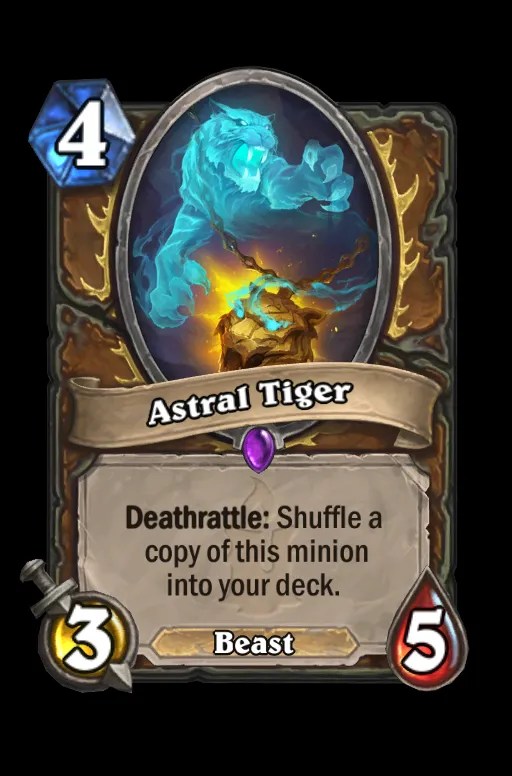 4
Astral Tiger
Deathrattle: Shuffle a
copy of this minion
into your deck.
3
Beast
5